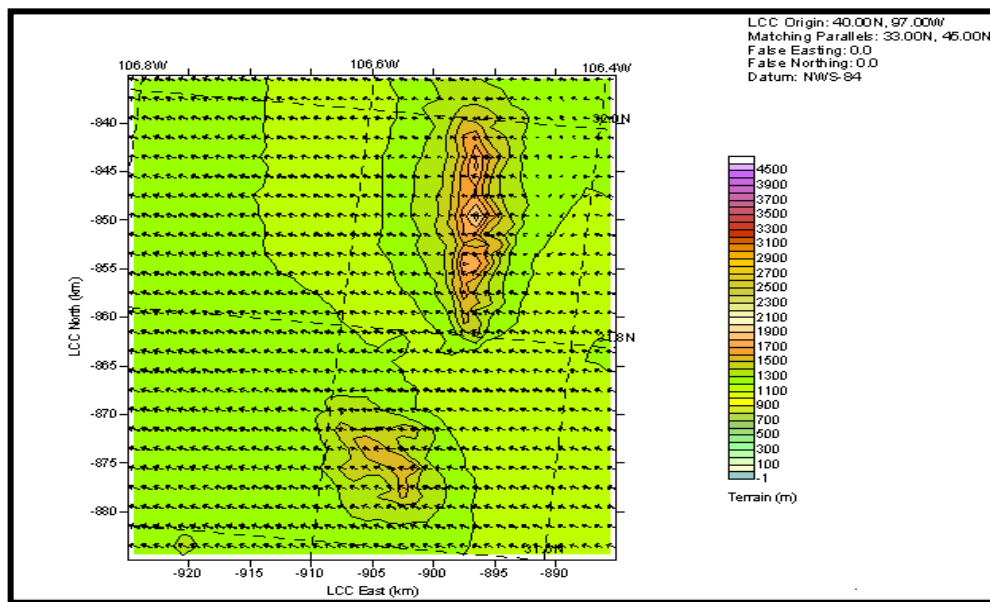 LCC Origin: 40.00N, 97.00W
Matching Parallels: 33.00N, 45.00N
False Easting: 0.0
False Northing: 0.0
Datum: NWS-84
106.8W 106.6W 106.4W
32.0N
31.8N
-840
-845
-850
-855
-860
-865
-870
-875
-880
LCC North (km)
-920 -915 -910 -905 -900 -895 -890
LCC East (km)
4500
3900
3700
3500
3300
3100
2900
2700
2500
2300
2100
1900
1700
1500
1300
1100
900
700
500
300
100
-1
Terrain (m)